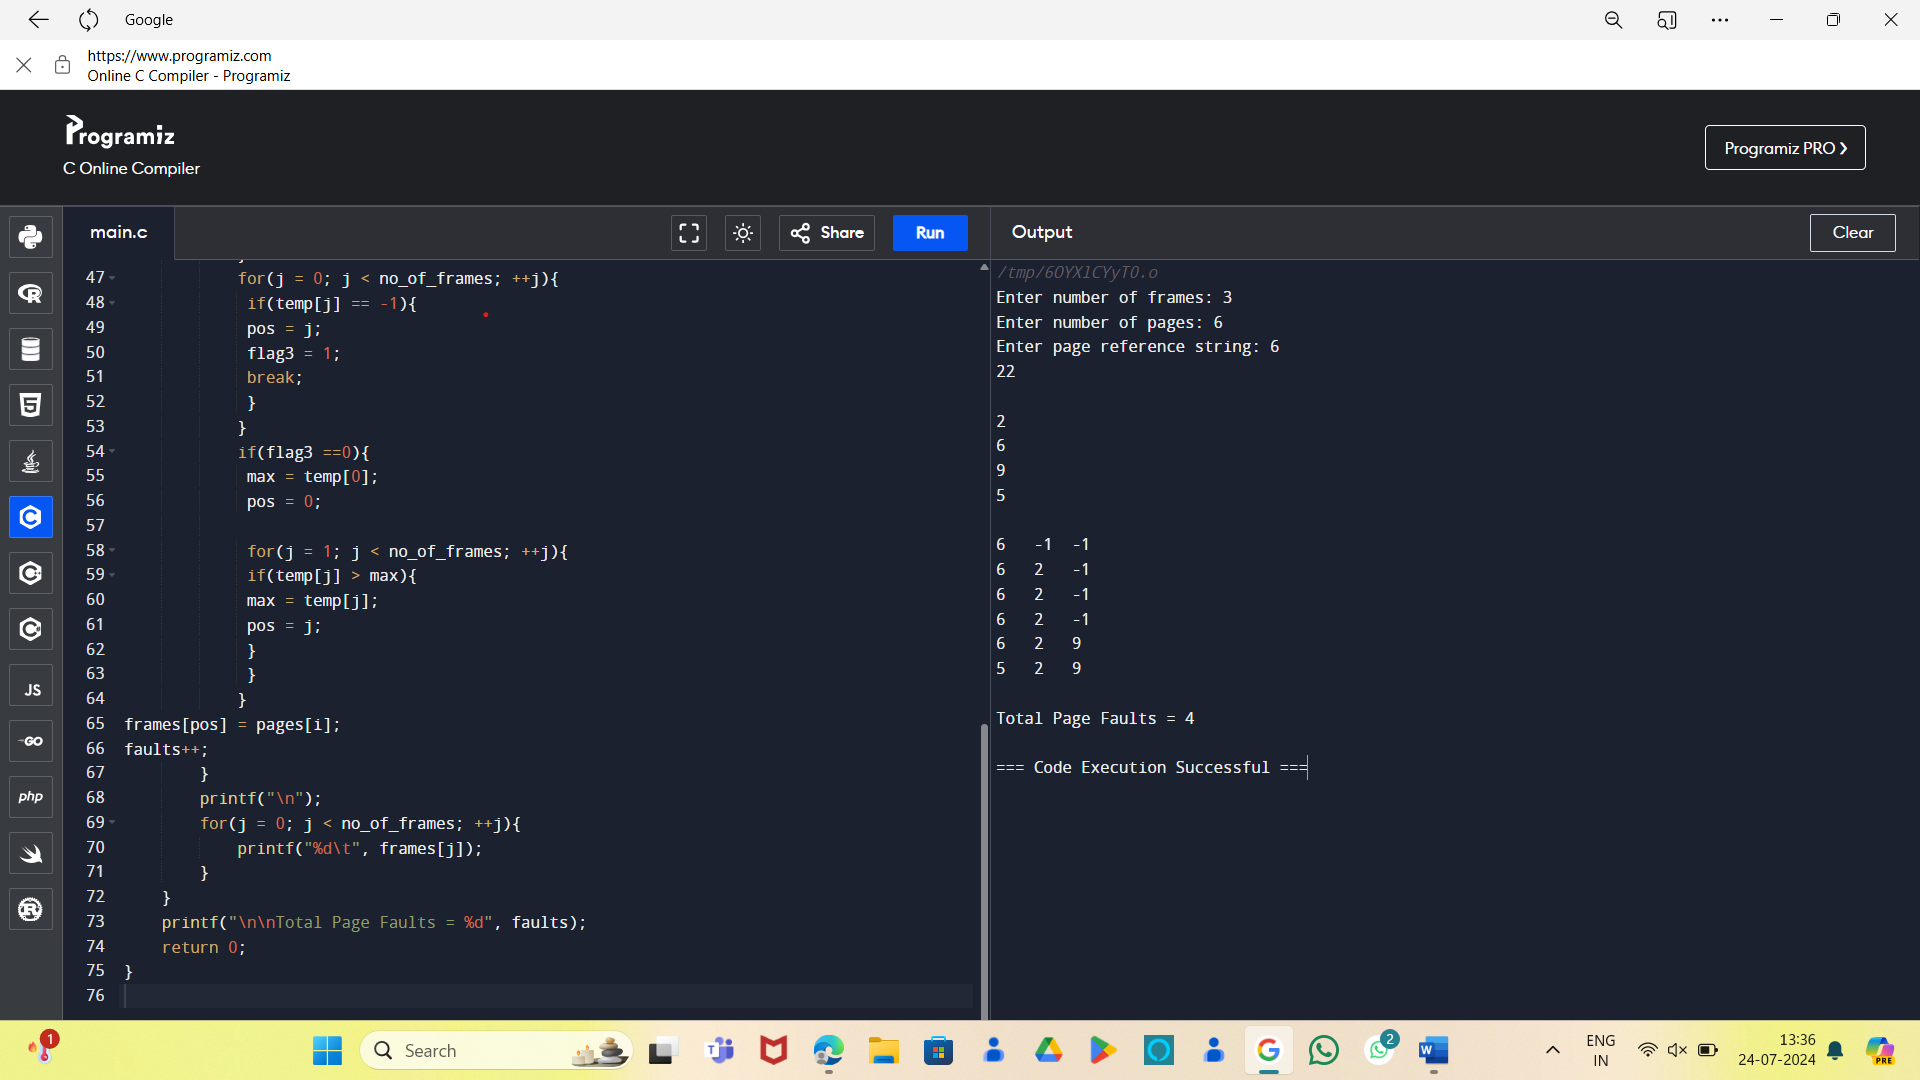 Google
https://www.programiz.com
Online C Compiler - Programiz
Programiz
C Online Compiler
Programiz PRO ❯
main.c
Share
Run
Output
Clear
47 for(j = 0; j < no_of_frames; ++j){
48 if(temp[j] == -1){
49 pos = j;
50 flag3 = 1;
51 break;
52 }
53 }
54 if(flag3 ==0){
55 max = temp[0];
56 pos = 0;
57
58 for(j = 1; j < no_of_frames; ++j){
59 if(temp[j] > max){
60 max = temp[j];
61 pos = j;
62 }
63 }
64 }
65 frames[pos] = pages[i];
66 faults++;
67 }
68 printf("\n");
69 for(j = 0; j < no_of_frames; ++j){
70 printf("%d\t", frames[j]);
71 }
72 }
73 printf("\n\nTotal Page Faults = %d", faults);
74 return 0;
75 }
76
/tmp/6OYX1CYyTO.o
Enter number of frames: 3
Enter number of pages: 6
Enter page reference string: 6
22
2
6
9
5
6 -1 -1
6 2 -1
6 2 -1
6 2 -1
6 2 9
5 2 9
Total Page Faults = 4
=== Code Execution Successful ===
JS
GO
php
1
Search
2
ENG
IN
13:36
24-07-2024
PRE